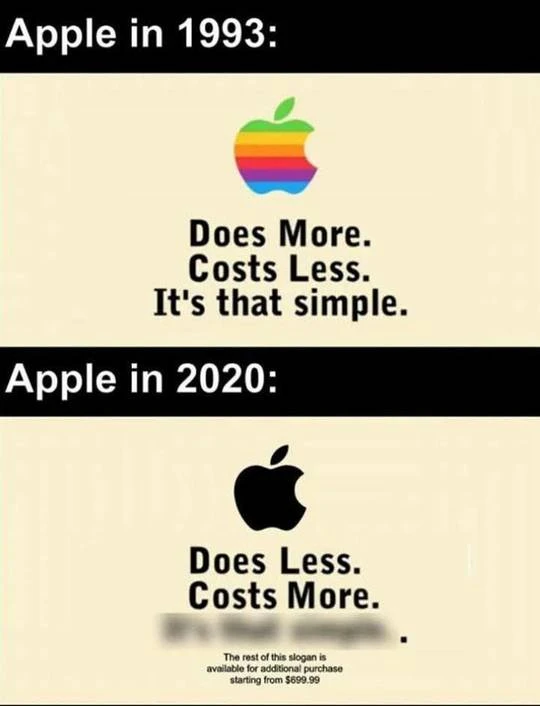 Apple in 1993:
Does More.
Costs Less.
It's that simple.
Apple in 2020:
Does Less.
Costs More.
The rest of this slogan is
available for additional purchase
starting from $699.99